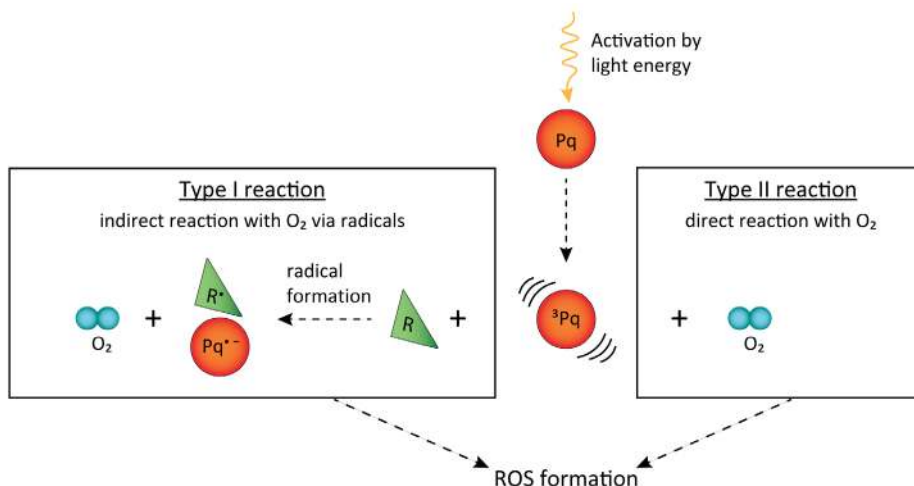 Activation by
light energy
Pq
Type I reaction
indirect reaction with O₂ via radicals
Type II reaction
direct reaction with O₂
radical
formation
R•
R
+
+
³Pq
+
O₂
Pq•−
O₂
ROS formation